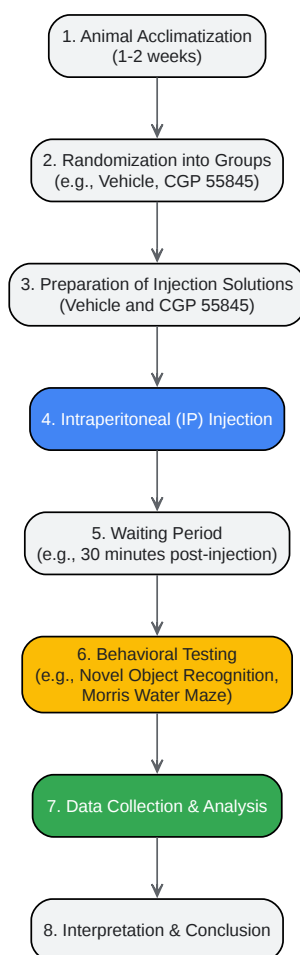 1. Animal Acclimatization
(1-2 weeks)
2. Randomization into Groups
(e.g., Vehicle, CGP 55845)
3. Preparation of Injection Solutions
(Vehicle and CGP 55845)
4. Intraperitoneal (IP) Injection
5. Waiting Period
(e.g., 30 minutes post-injection)
6. Behavioral Testing
(e.g., Novel Object Recognition,
Morris Water Maze)
7. Data Collection & Analysis
8. Interpretation & Conclusion